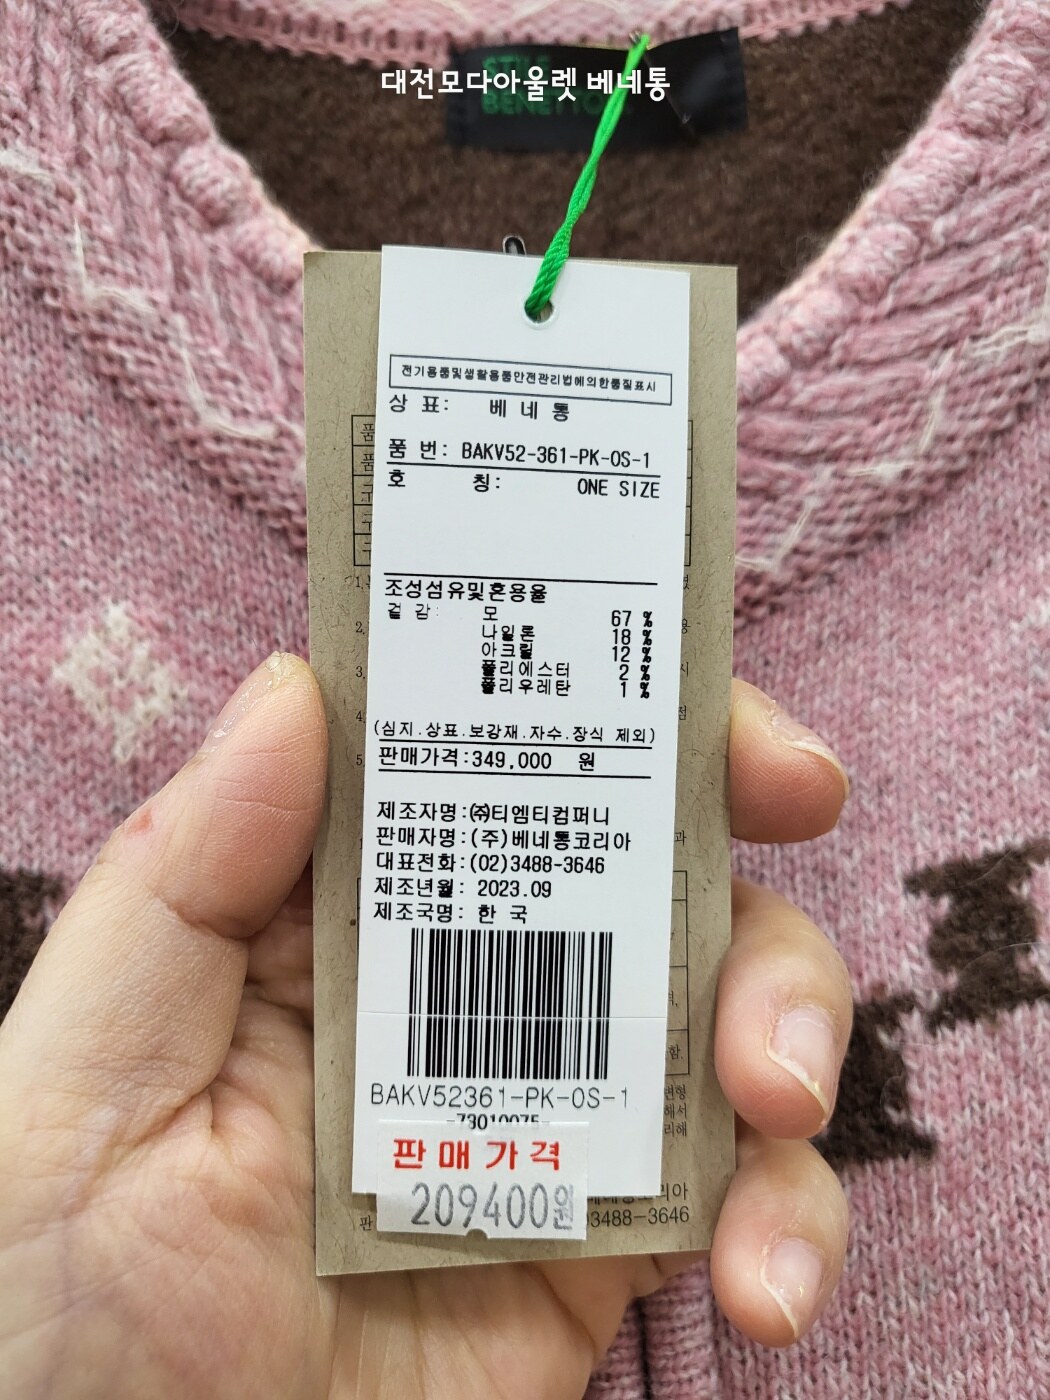 대전모다아울렛 베네통
BENETTON
전기용품및생활용품안전관리법에의한품질표시
상 표: 베네통
품 번: BAKV52-361-PK-OS-1
호 칭: ONE SIZE
조성섬유및혼용율
겉 감: 모 67 %
나일론 18 %
아크릴 12 %
폴리에스터 2 %
폴리우레탄 1 %
(심지.상표.보강재.자수.장식 제외)
판매가격:349,000 원
제조자명:㈜티엠티컴퍼니
판매자명:(주)베네통코리아
대표전화:(02)3488-3646
제조년월: 2023.09
제조국명: 한 국
BAKV52361-PK-OS-1
-73010075-
판매가격
209400원
3488-3646